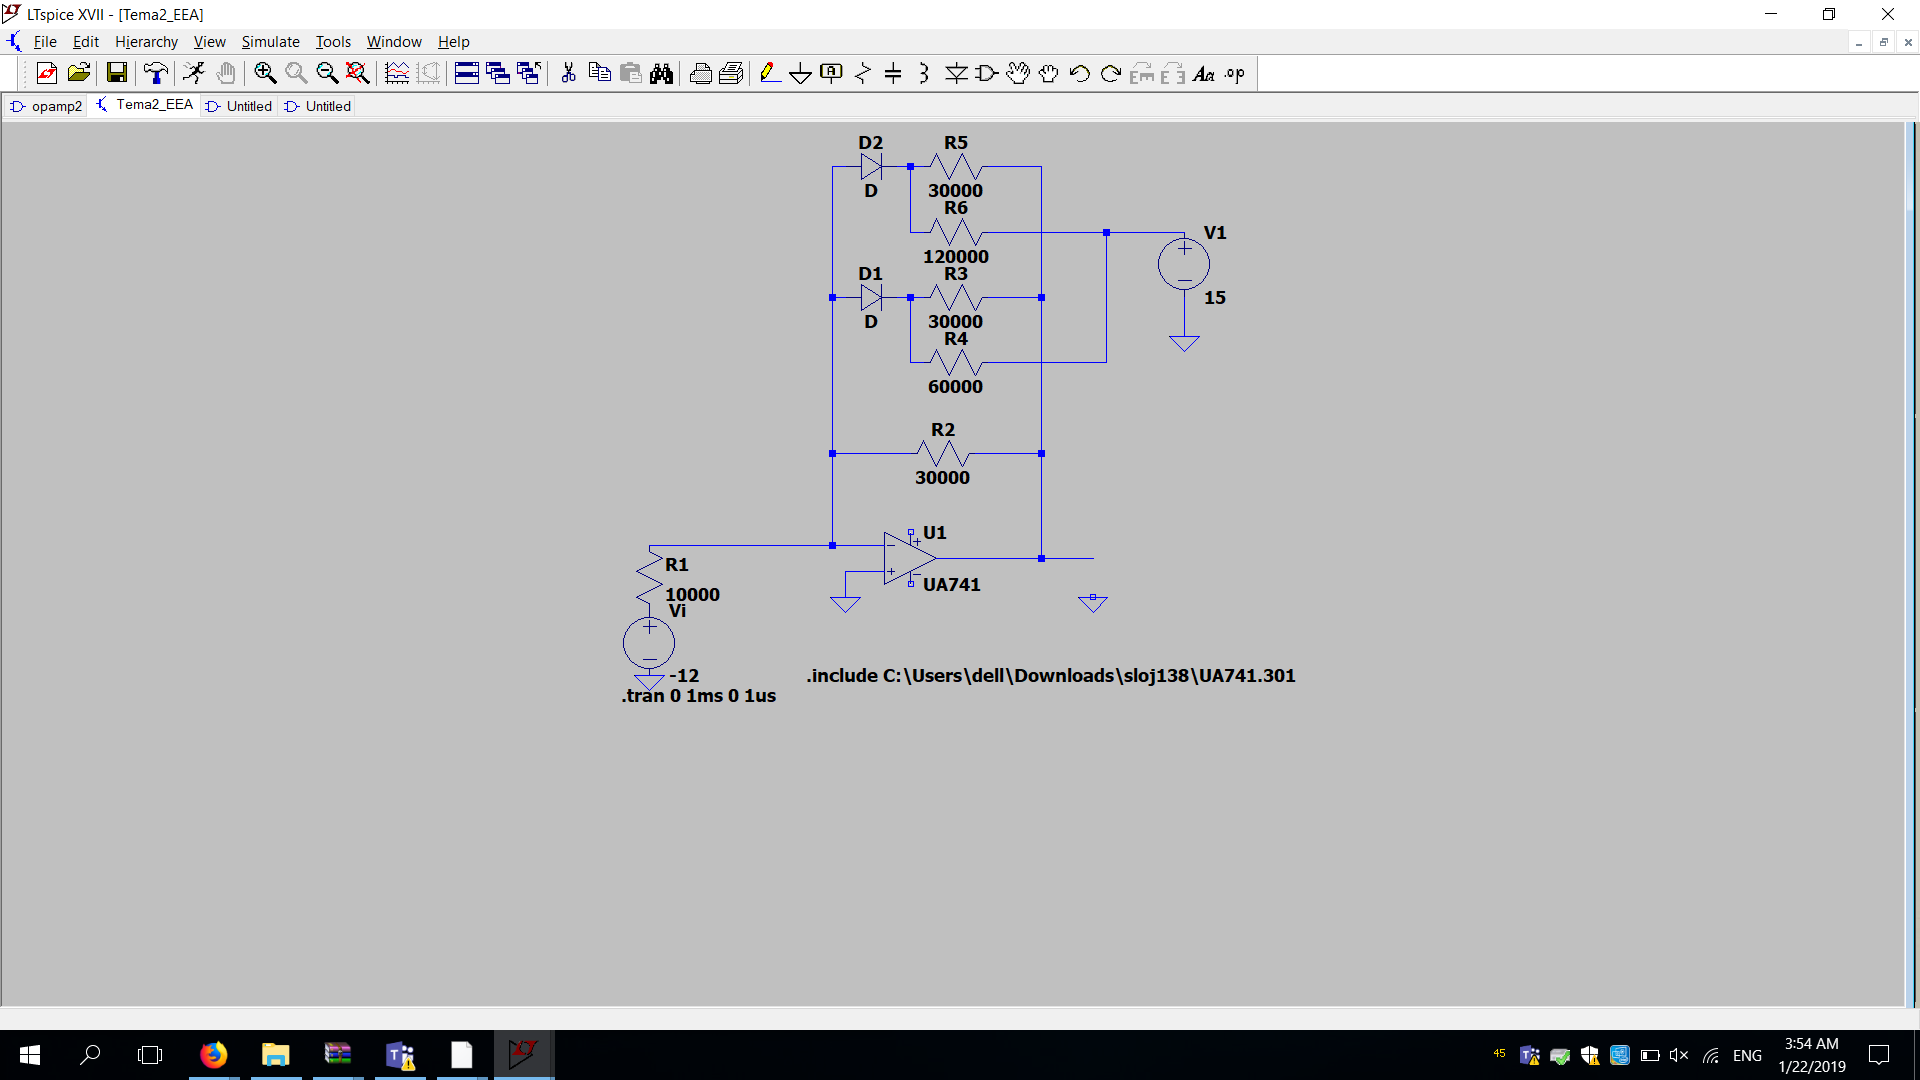 LTspice XVII - [Tema2_EEA]
File Edit Hierarchy View Simulate Tools Window Help
opamp2 Tema2_EEA Untitled Untitled
D2
D
R5
30000
R6
120000
V1
15
D1
D
R3
30000
R4
60000
R2
30000
U1
UA741
R1
10000
Vi
-12
.tran 0 1ms 0 1us
.include C:\Users\dell\Downloads\sloj138\UA741.301
45
ENG
3:54 AM
1/22/2019